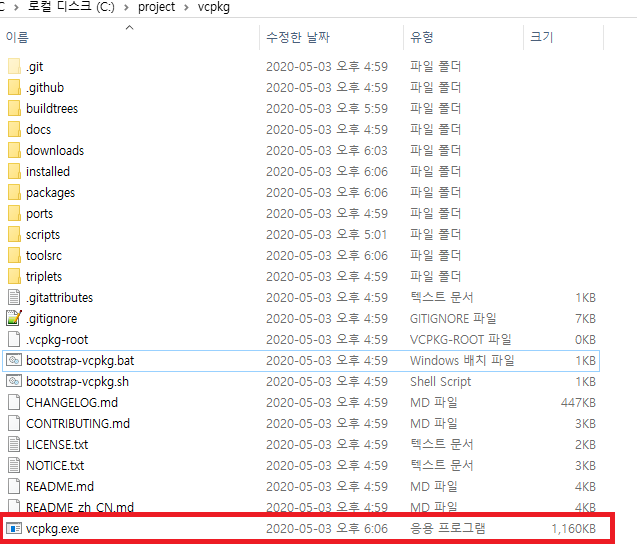 C > 로컬 디스크 (C:) > project > vcpkg
이름 수정한 날짜 유형 크기
.git 2020-05-03 오후 4:59 파일 폴더
.github 2020-05-03 오후 4:59 파일 폴더
buildtrees 2020-05-03 오후 5:59 파일 폴더
docs 2020-05-03 오후 4:59 파일 폴더
downloads 2020-05-03 오후 6:03 파일 폴더
installed 2020-05-03 오후 6:06 파일 폴더
packages 2020-05-03 오후 6:06 파일 폴더
ports 2020-05-03 오후 4:59 파일 폴더
scripts 2020-05-03 오후 5:01 파일 폴더
toolsrc 2020-05-03 오후 6:06 파일 폴더
triplets 2020-05-03 오후 4:59 파일 폴더
.gitattributes 2020-05-03 오후 4:59 텍스트 문서 1KB
.gitignore 2020-05-03 오후 4:59 GITIGNORE 파일 7KB
.vcpkg-root 2020-05-03 오후 4:59 VCPKG-ROOT 파일 0KB
bootstrap-vcpkg.bat 2020-05-03 오후 4:59 Windows 배치 파일 1KB
bootstrap-vcpkg.sh 2020-05-03 오후 4:59 Shell Script 1KB
CHANGELOG.md 2020-05-03 오후 4:59 MD 파일 447KB
CONTRIBUTING.md 2020-05-03 오후 4:59 MD 파일 3KB
LICENSE.txt 2020-05-03 오후 4:59 텍스트 문서 2KB
NOTICE.txt 2020-05-03 오후 4:59 텍스트 문서 3KB
README.md 2020-05-03 오후 4:59 MD 파일 4KB
README_zh_CN.md 2020-05-03 오후 4:59 MD 파일 4KB
vcpkg.exe 2020-05-03 오후 6:06 응용 프로그램 1,160KB